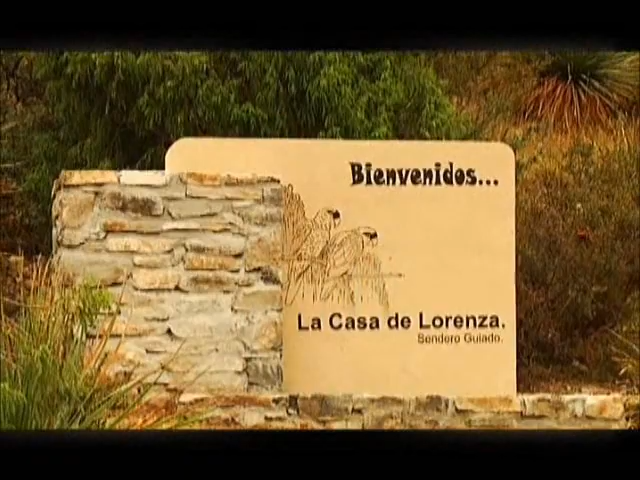 Bienvenidos...
La Casa de Lorenza.
Sendero Guiado.